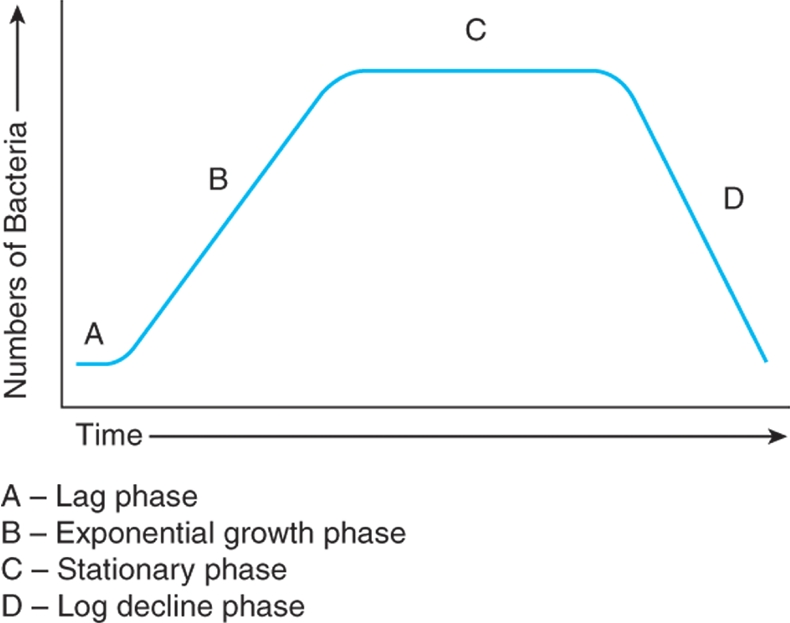 Numbers of Bacteria
A
B
C
D
Time
A – Lag phase
B – Exponential growth phase
C – Stationary phase
D – Log decline phase